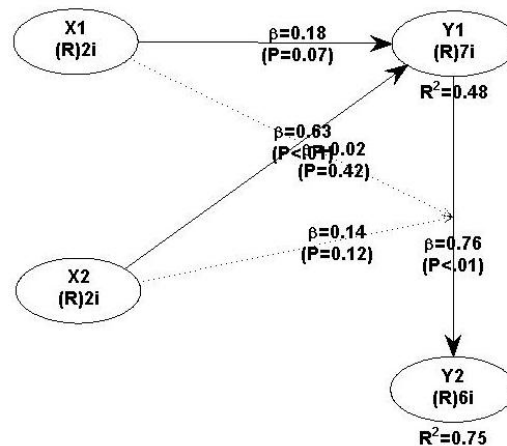 X1
(R)2i
β=0.18
(P=0.07)
Y1
(R)7i
R²=0.48
β=0.63
(P<.01)
β=0.02
(P=0.42)
β=0.14
(P=0.12)
β=0.76
(P<.01)
X2
(R)2i
Y2
(R)6i
R²=0.75